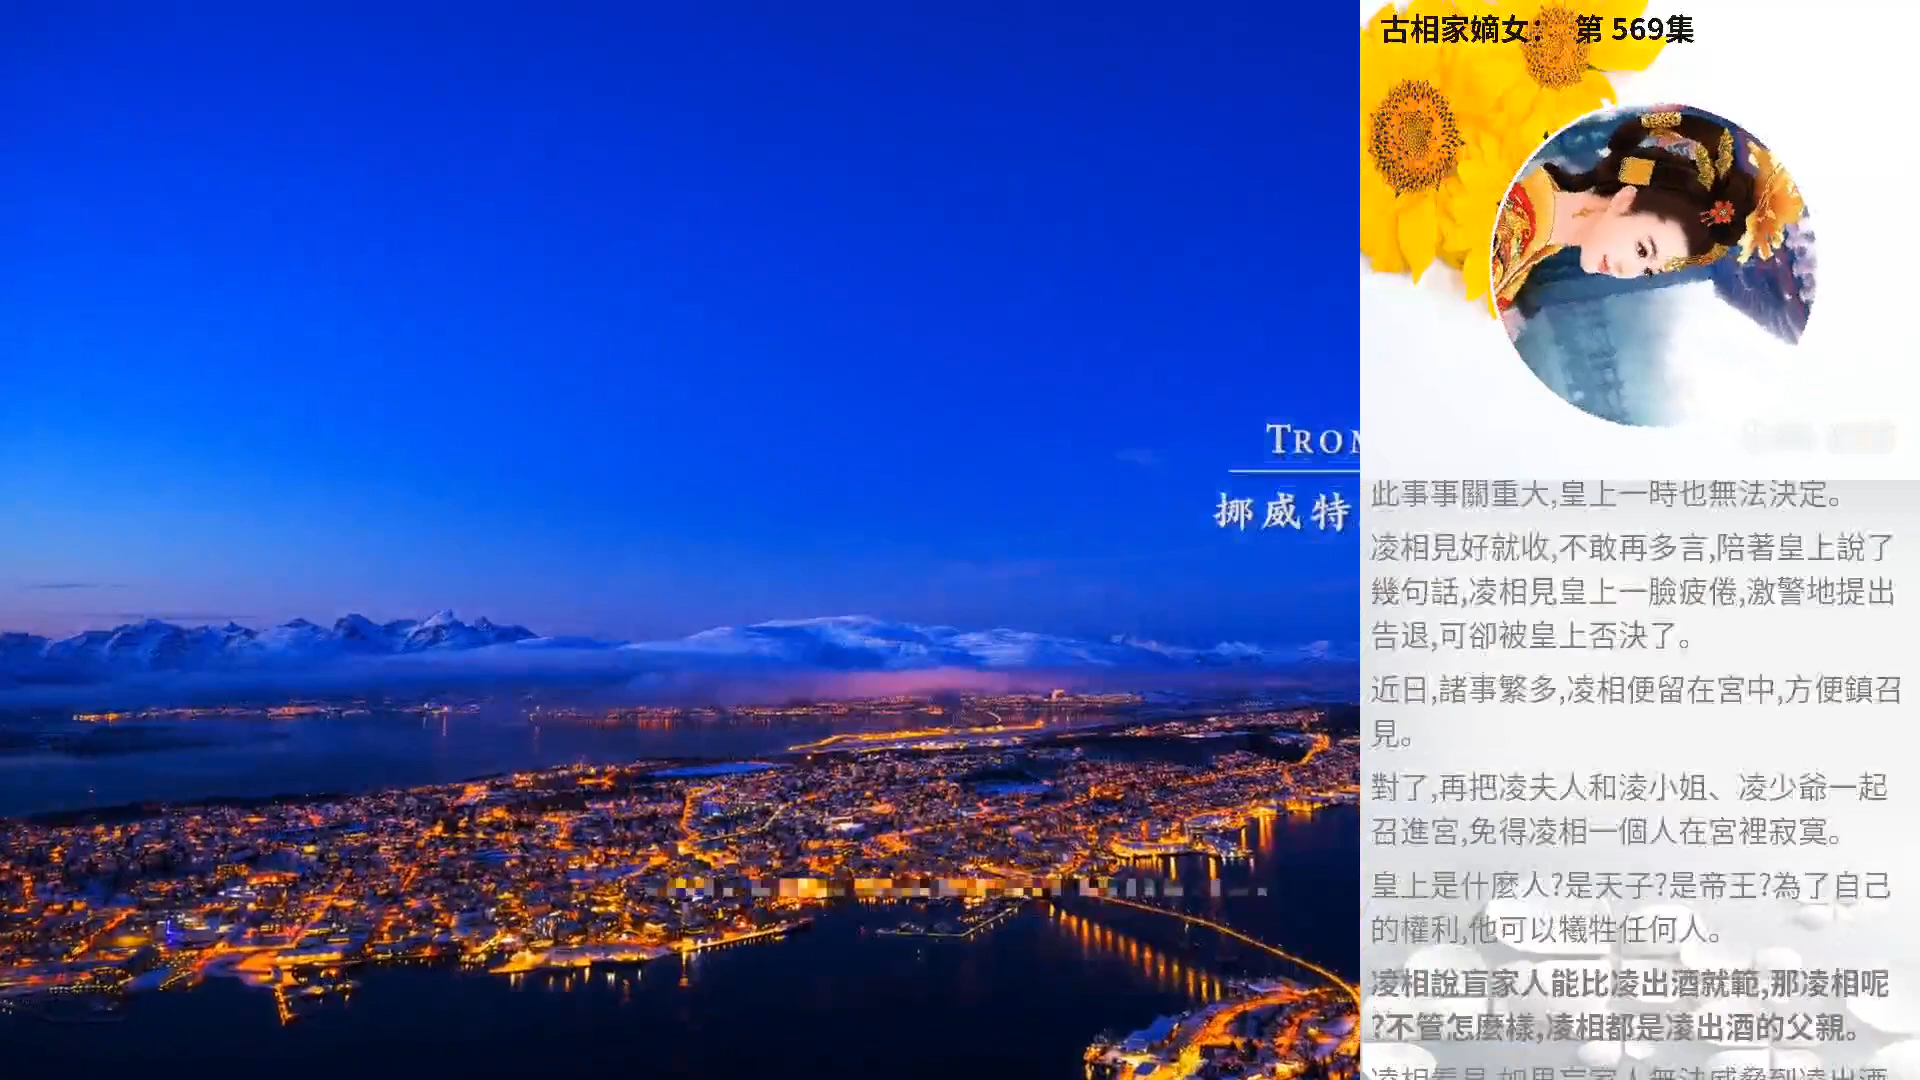 古相家嫡女： 第 569集
TROM
挪威特
此事事關重大,皇上一時也無法決定。
凌相見好就收,不敢再多言,陪著皇上說了
幾句話,凌相見皇上一臉疲倦,激警地提出
告退,可卻被皇上否決了。
近日,諸事繁多,凌相便留在宮中,方便鎮召
見。
對了,再把凌夫人和淩小姐、凌少爺一起
召進宮,免得凌相一個人在宮裡寂寞。
皇上是什麼人?是天子?是帝王?為了自己
的權利,他可以犧牲任何人。
凌相說盲家人能比凌出酒就範,那凌相呢
?不管怎麼樣,凌相都是凌出酒的父親。